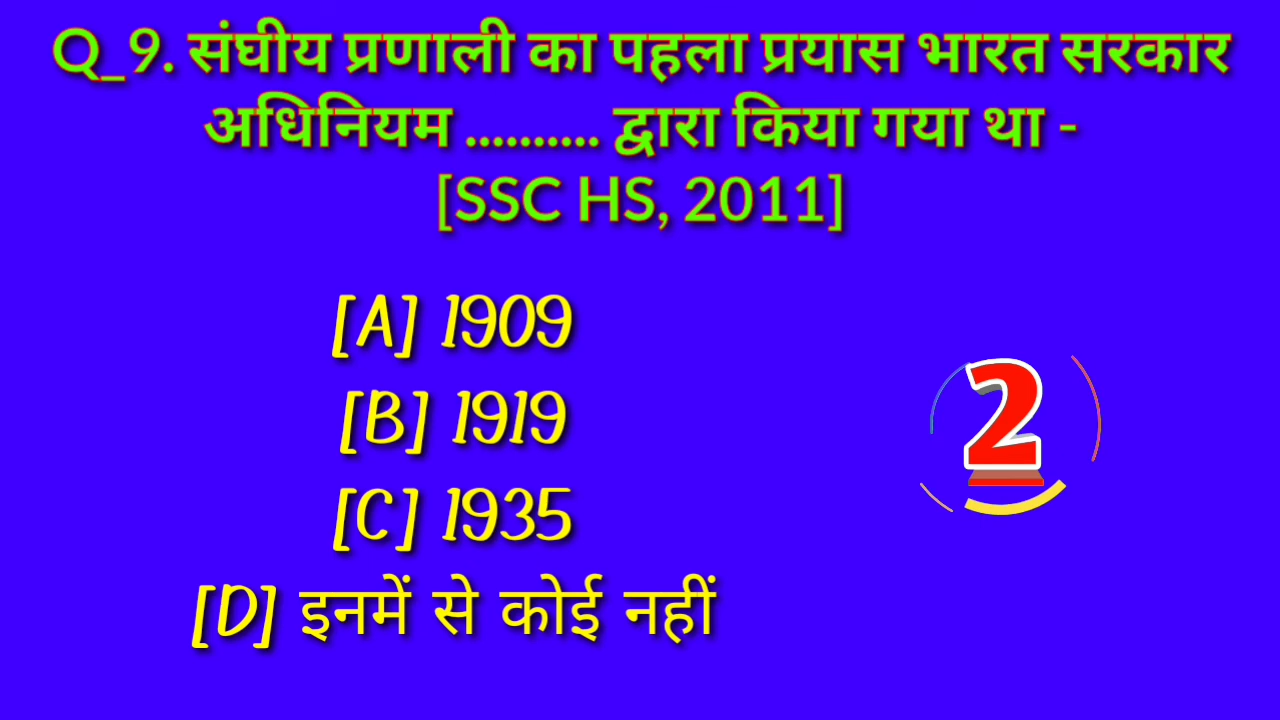 Q_9. संघीय प्रणाली का पहला प्रयास भारत सरकार
अधिनियम .......... द्वारा किया गया था -
[SSC HS, 2011]
[A] 1909
[B] 1919
[C] 1935
[D] इनमें से कोई नहीं
2